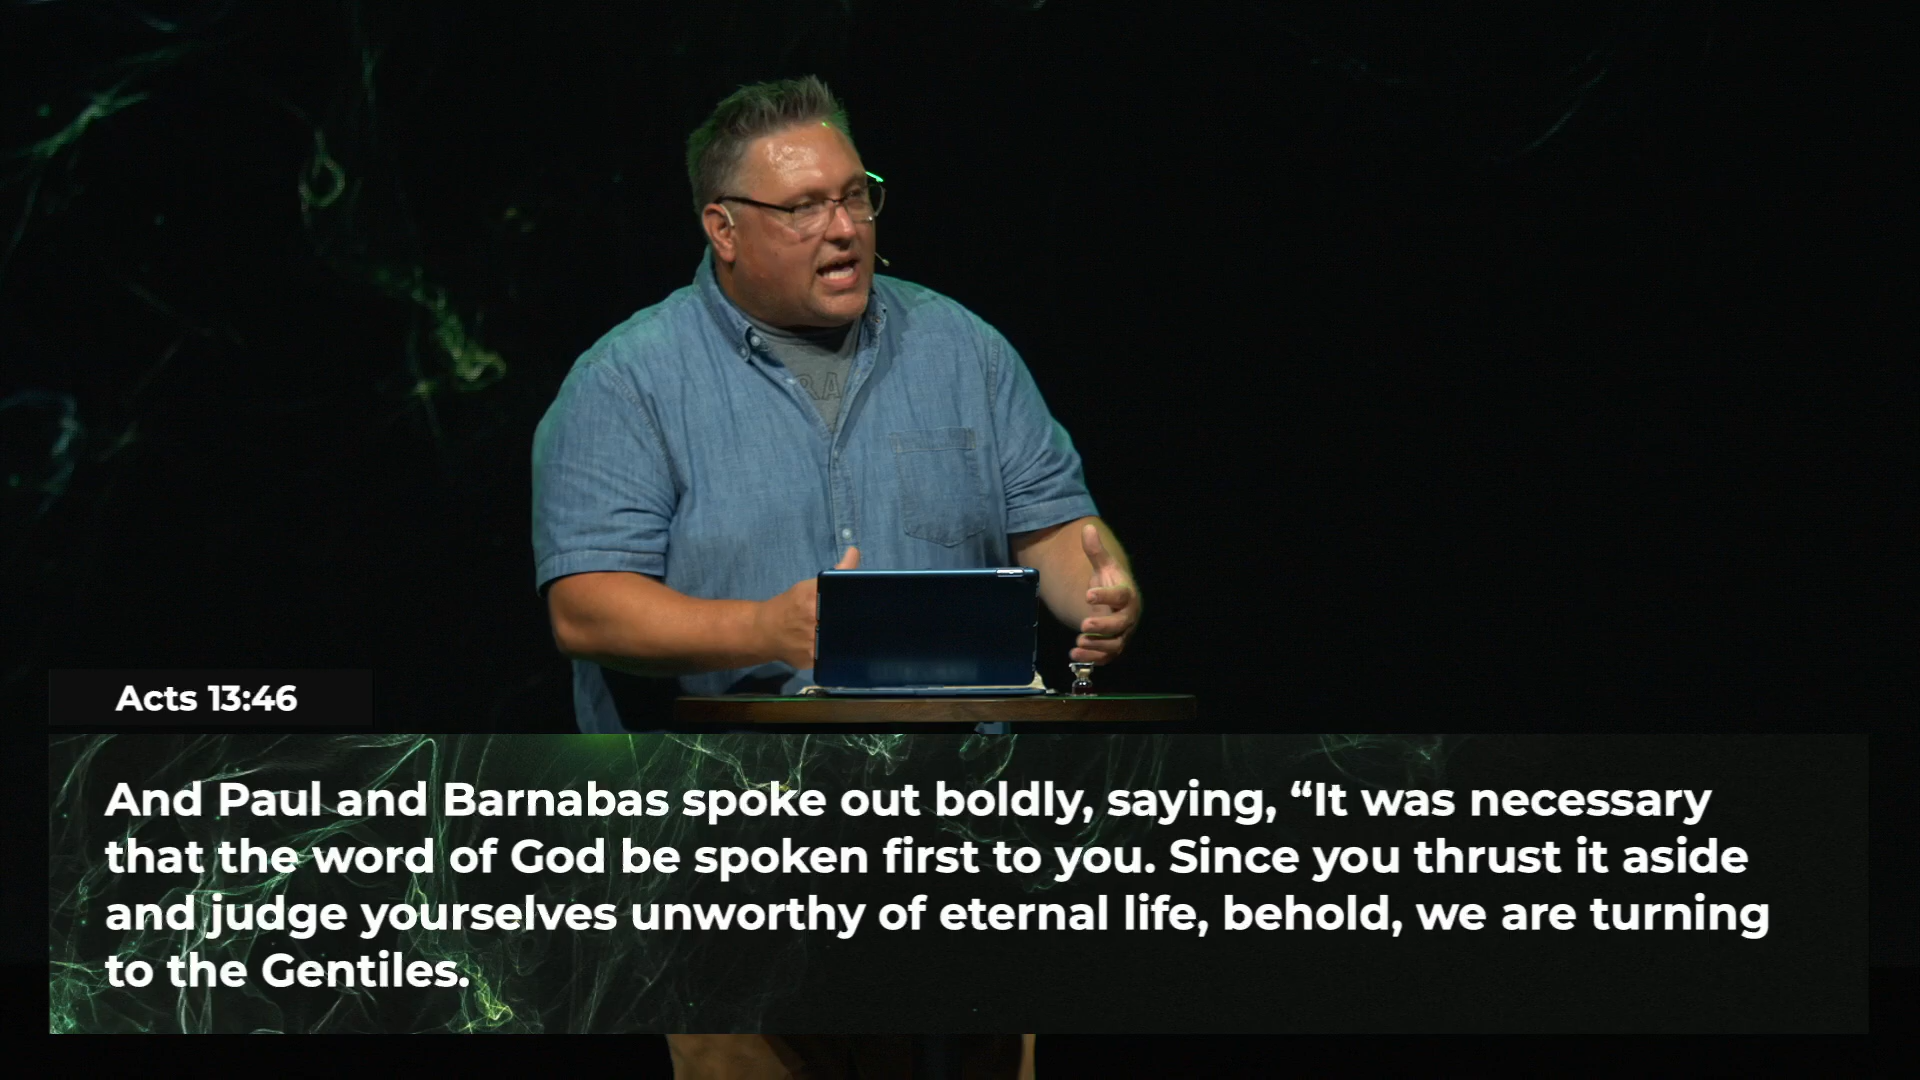 RA
Acts 13:46
And Paul and Barnabas spoke out boldly, saying, “It was necessary
that the word of God be spoken first to you. Since you thrust it aside
and judge yourselves unworthy of eternal life, behold, we are turning
to the Gentiles.